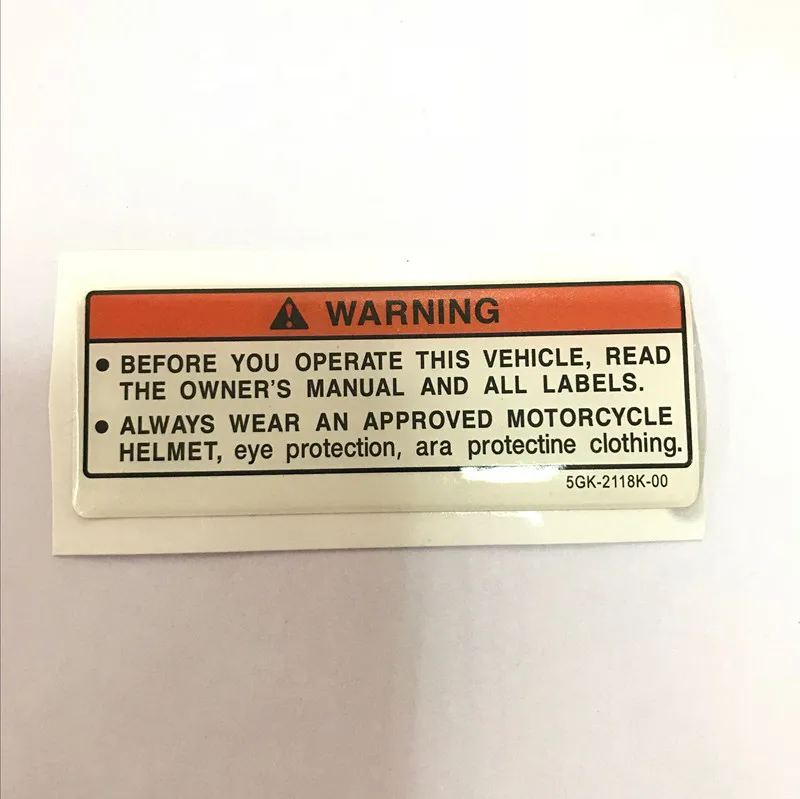 WARNING
● BEFORE YOU OPERATE THIS VEHICLE, READ
THE OWNER'S MANUAL AND ALL LABELS.
● ALWAYS WEAR AN APPROVED MOTORCYCLE
HELMET, eye protection, ara protectine clothing.
5GK-2118K-00